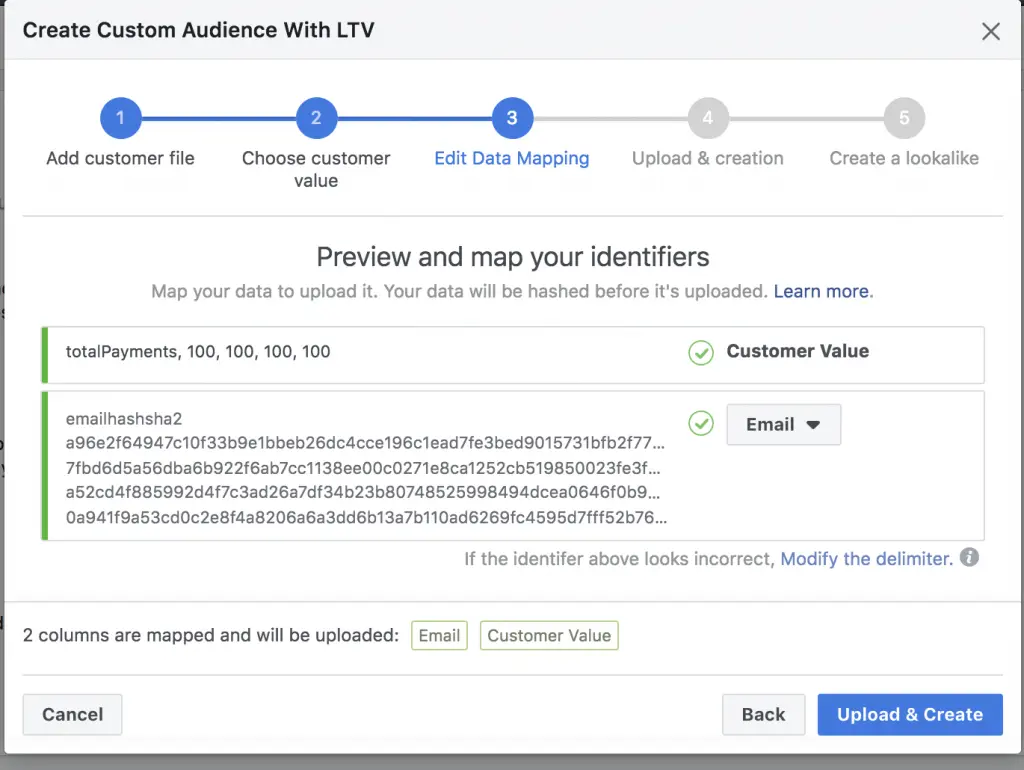 Create Custom Audience With LTV
1
2
3
4
5
Add customer file
Choose customer
value
Edit Data Mapping
Upload & creation
Create a lookalike
Preview and map your identifiers
Map your data to upload it. Your data will be hashed before it's uploaded. Learn more.
totalPayments, 100, 100, 100, 100
Customer Value
emailhashsha2
Email
a96e2f64947c10f33b9e1bbeb26dc4cce196c1ead7fe3bed9015731bfb2f77...
7fbd6d5a56dba6b922f6ab7cc1138ee00c0271e8ca1252cb519850023fe3f...
a52cd4f885992d4f7c3ad26a7df34b23b80748525998494dcea0646f0b9...
0a941f9a53cd0c2e8f4a8206a6a3dd6b13a7b110ad6269fc4595d7fff52b76...
If the identifer above looks incorrect, Modify the delimiter.
2 columns are mapped and will be uploaded: Email Customer Value
Cancel
Back
Upload & Create